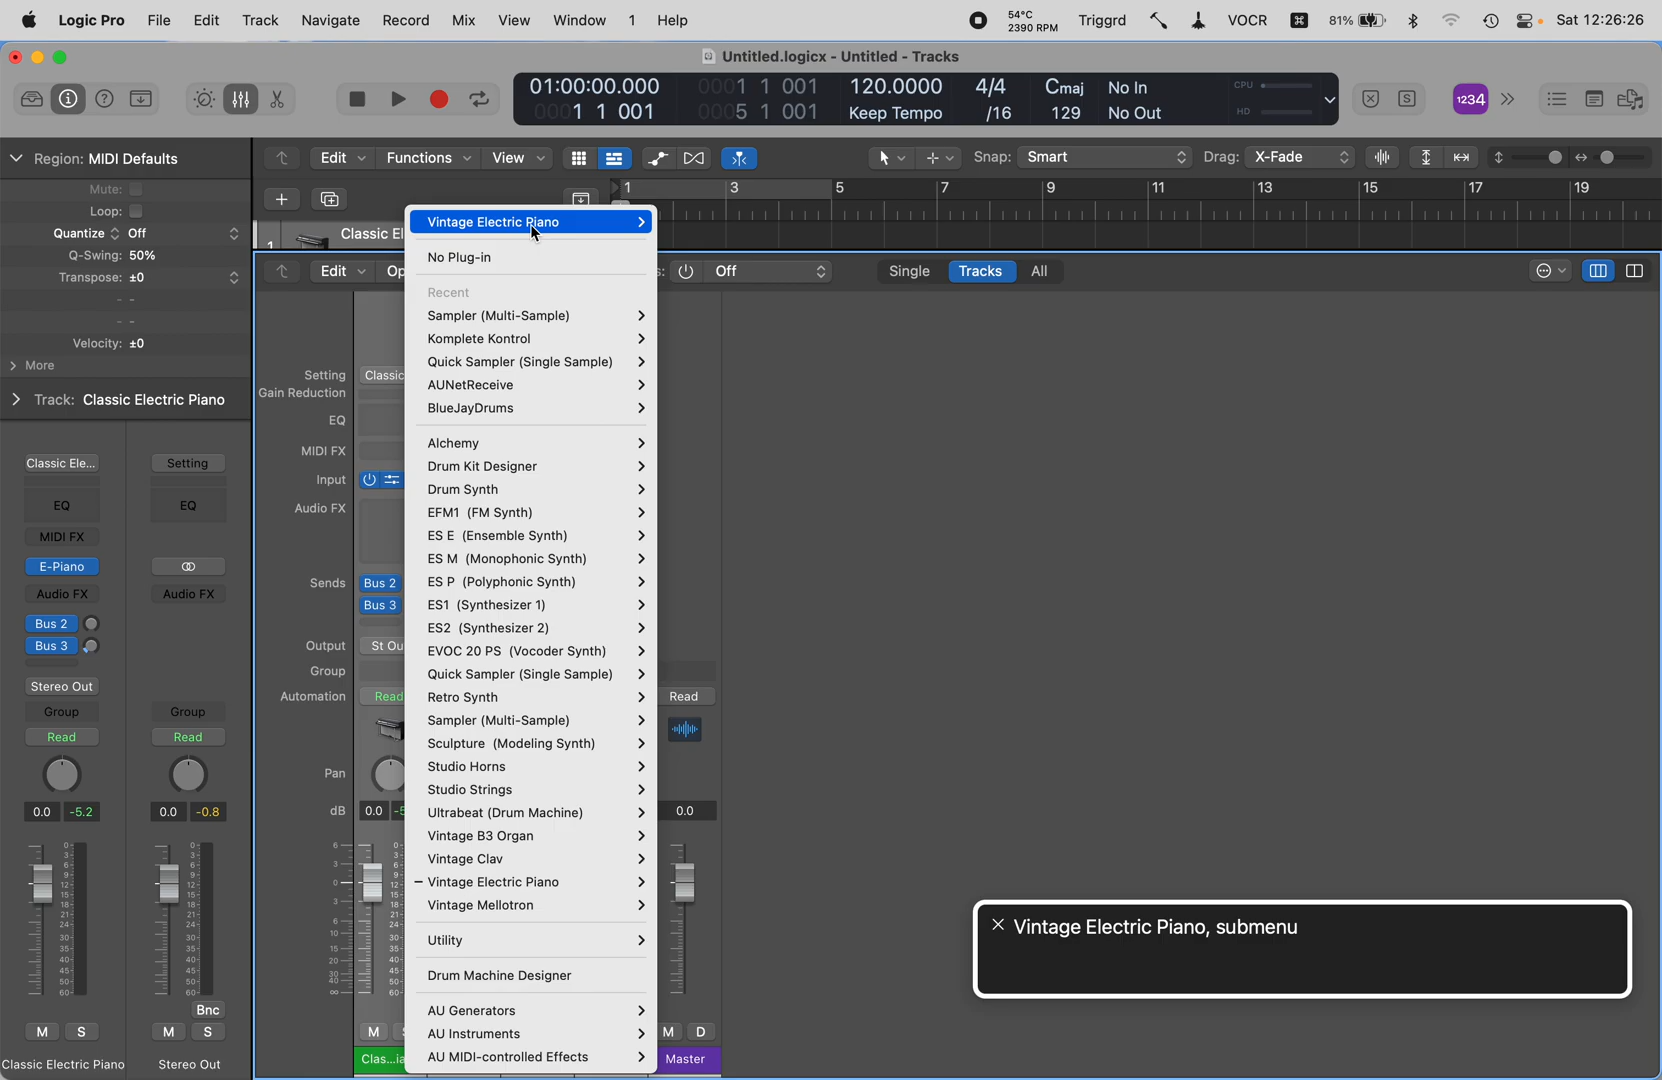 Logic Pro File Edit Track Navigate Record Mix View Window 1 Help 54°C 2390 RPM Triggrd VOCR 81% Sat 12:26:26
Untitled.logicx - Untitled - Tracks
01:00:00.000 0001 1 001 120.0000 4/4 Cmaj No In CPU
0001 1 001 0005 1 001 Keep Tempo /16 129 No Out HD
1234
Region: MIDI Defaults
Edit Functions View Snap: Smart Drag: X-Fade
Mute:
Loop:
Quantize Off
Q-Swing: 50%
Transpose: ±0
Velocity: ±0
More
Track: Classic Electric Piano
1 3 5 7 9 11 13 15 17 19
1 Classic El
Edit Op s: Off Single Tracks All
Classic Ele... Setting
EQ EQ
MIDI FX
E-Piano
Audio FX Audio FX
Bus 2
Bus 3
Stereo Out
Group Group
Read Read
0.0 -5.2 0.0 -0.8
Bnc
M S M S
Classic Electric Piano Stereo Out
Setting Classic
Gain Reduction
EQ
MIDI FX
Input
Audio FX
Sends Bus 2
Bus 3
Output St Ou
Group
Automation Read Read
Pan
dB 0.0 -5 0.0
M S M D
Clas...ia Master
Vintage Electric Piano
No Plug-in
Recent
Sampler (Multi-Sample)
Komplete Kontrol
Quick Sampler (Single Sample)
AUNetReceive
BlueJayDrums
Alchemy
Drum Kit Designer
Drum Synth
EFM1 (FM Synth)
ES E (Ensemble Synth)
ES M (Monophonic Synth)
ES P (Polyphonic Synth)
ES1 (Synthesizer 1)
ES2 (Synthesizer 2)
EVOC 20 PS (Vocoder Synth)
Quick Sampler (Single Sample)
Retro Synth
Sampler (Multi-Sample)
Sculpture (Modeling Synth)
Studio Horns
Studio Strings
Ultrabeat (Drum Machine)
Vintage B3 Organ
Vintage Clav
Vintage Electric Piano
Vintage Mellotron
Utility
Drum Machine Designer
AU Generators
AU Instruments
AU MIDI-controlled Effects
Vintage Electric Piano, submenu